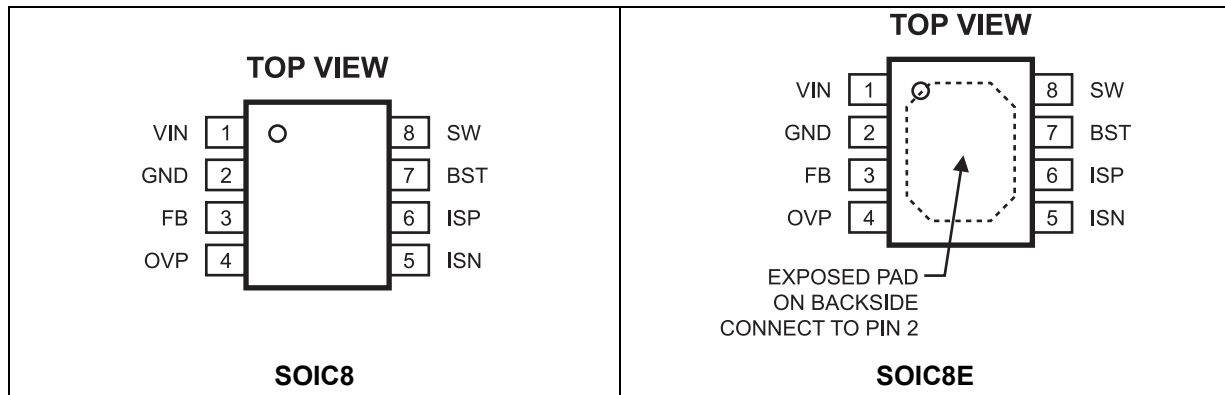 TOP VIEW
VIN 1 8 SW
GND 2 7 BST
FB 3 6 ISP
OVP 4 5 ISN
SOIC8
TOP VIEW
VIN 1 8 SW
GND 2 7 BST
FB 3 6 ISP
OVP 4 5 ISN
EXPOSED PAD
ON BACKSIDE
CONNECT TO PIN 2
SOIC8E